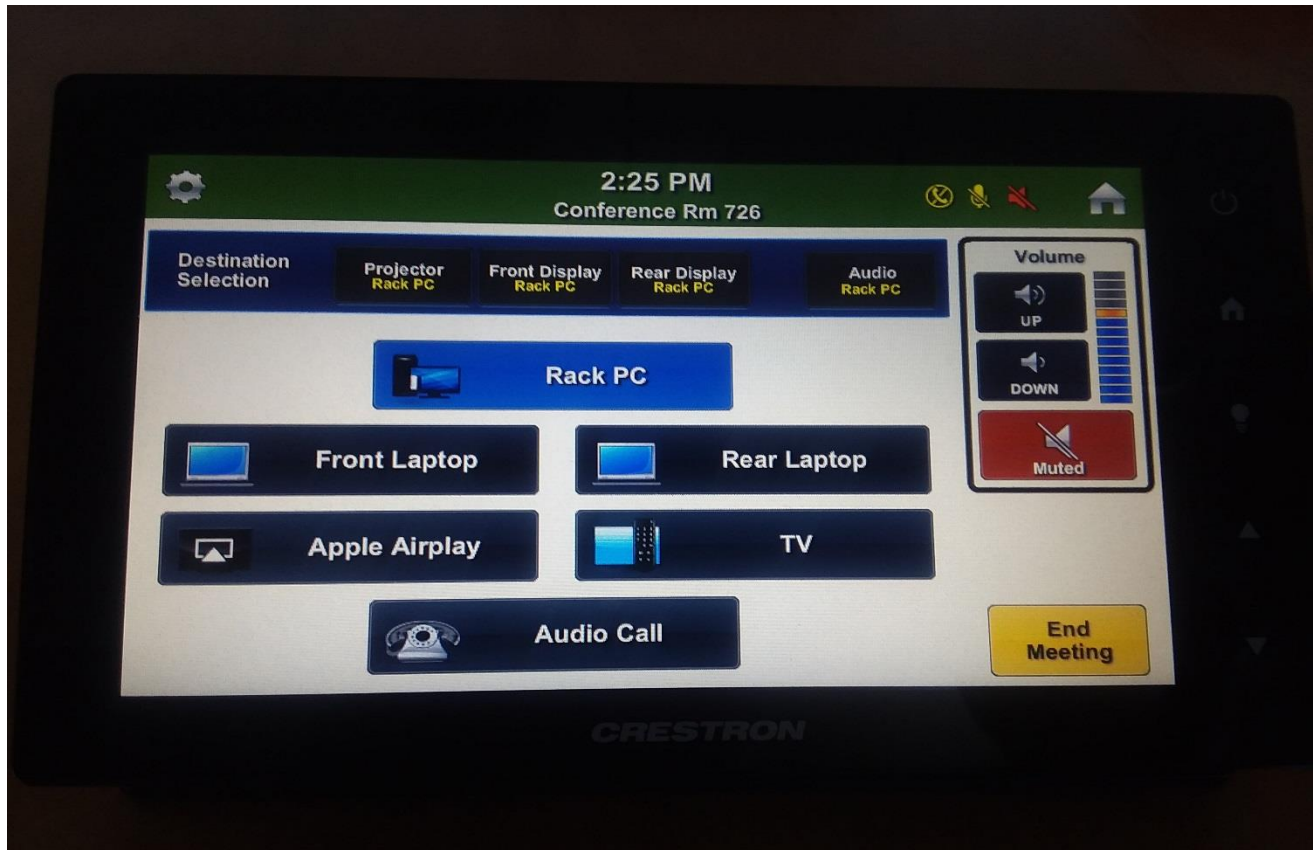 2:25 PM
Conference Rm 726
Destination
Selection
Projector
Rack PC
Front Display
Rack PC
Rear Display
Rack PC
Audio
Rack PC
Volume
UP
DOWN
Muted
Rack PC
Front Laptop
Rear Laptop
Apple Airplay
TV
Audio Call
End
Meeting
CRESTRON